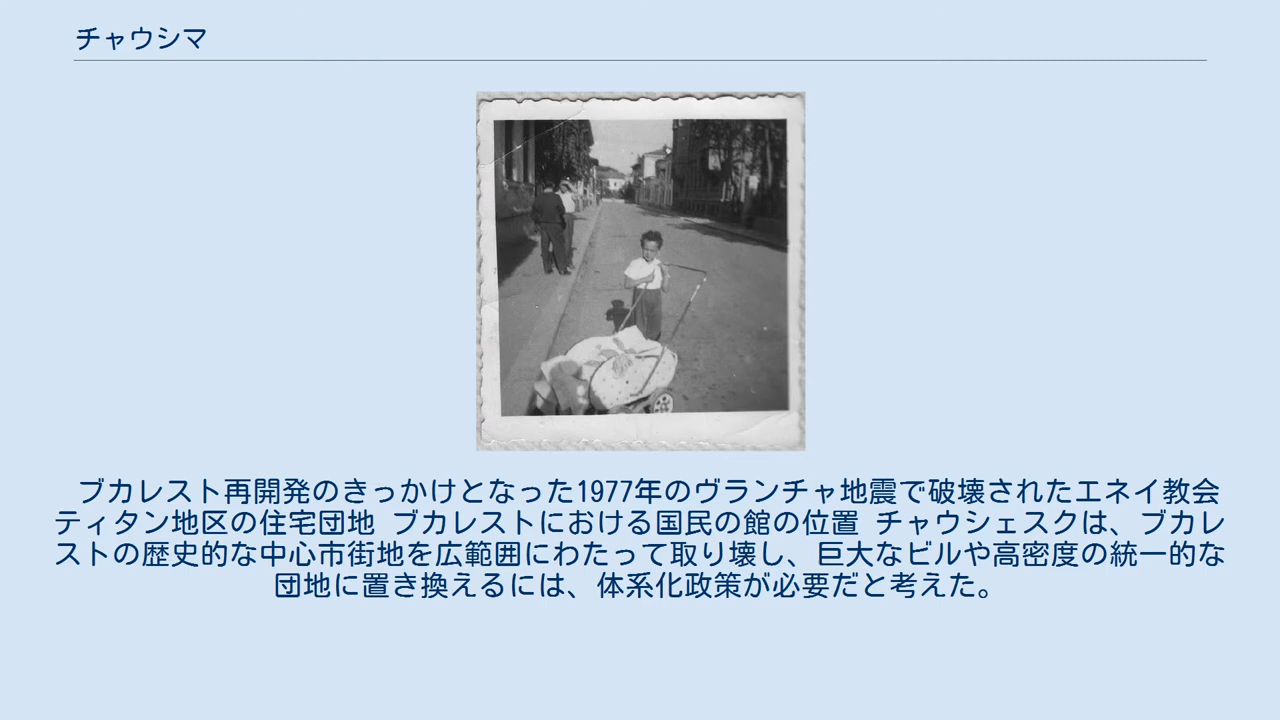 チャウシマ
ブカレスト再開発のきっかけとなった1977年のヴランチャ地震で破壊されたエネイ教会
ティタン地区の住宅団地 ブカレストにおける国民の館の位置 チャウシェスクは、ブカレ
ストの歴史的な中心市街地を広範囲にわたって取り壊し、巨大なビルや高密度の統一的な
団地に置き換えるには、体系化政策が必要だと考えた。